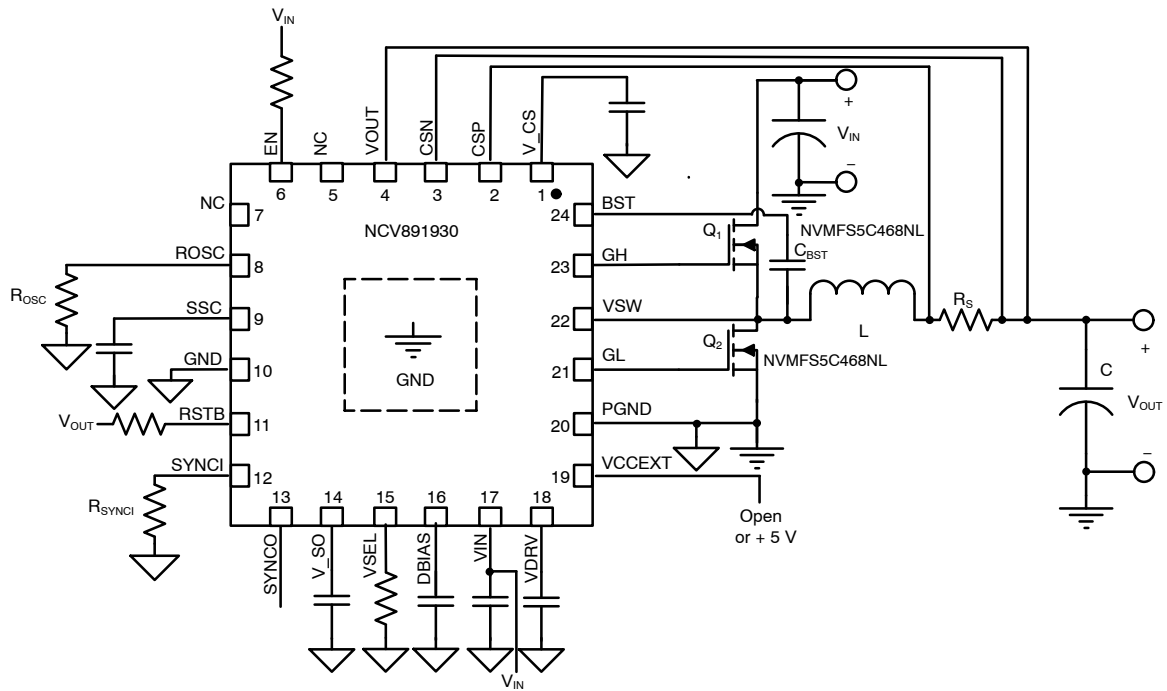 VIN
EN
NC
VOUT
CSN
CSP
V_CS
6
5
4
3
2
1
+
VIN
−
NC
7
NCV891930
24
BST
Q1
NVMFS5C468NL
CBST
ROSC
8
23
GH
ROSC
SSC
9
22
VSW
L
RS
+
GND
10
GND
21
GL
Q2
NVMFS5C468NL
C
VOUT
VOUT
RSTB
11
20
PGND
−
SYNCI
12
19
VCCEXT
RSYNCI
13
14
15
16
17
18
Open
or + 5 V
SYNCO
V_SO
VSEL
DBIAS
VIN
VDRV
VIN